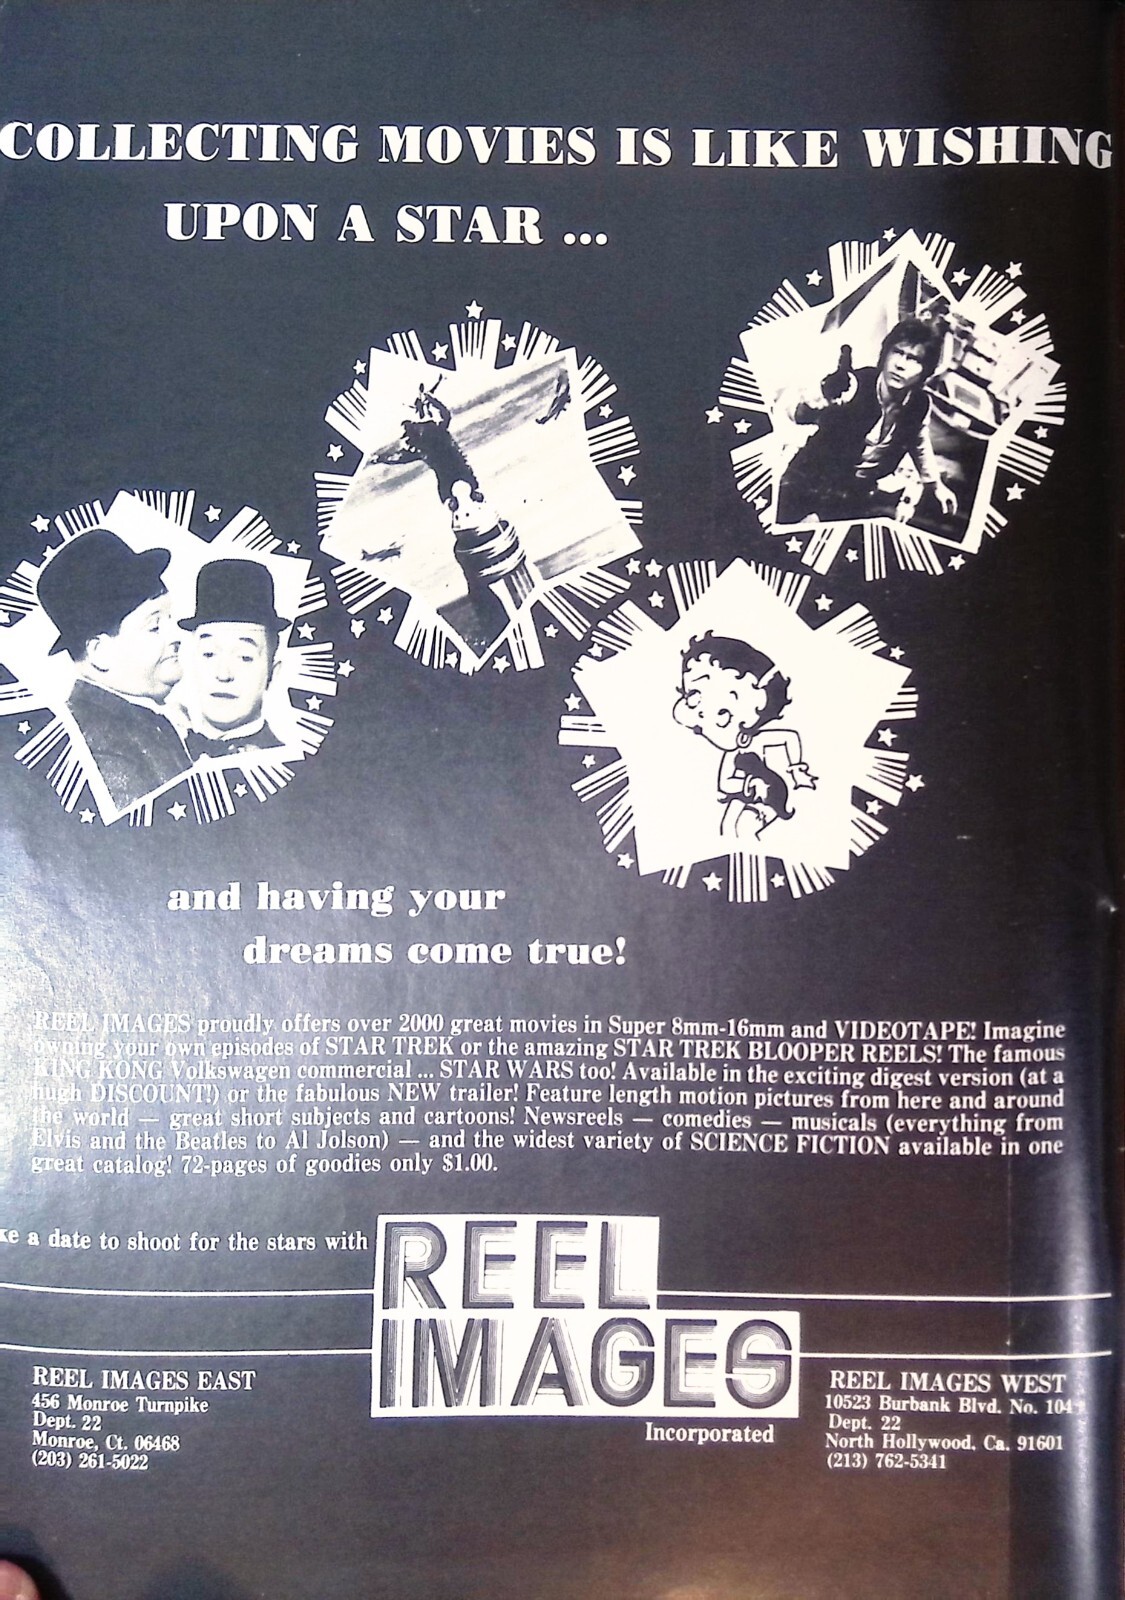 COLLECTING MOVIES IS LIKE WISHING
UPON A STAR ...
and having your
dreams come true!
REEL IMAGES proudly offers over 2000 great movies in Super 8mm-16mm and VIDEOTAPE! Imagine
owning your own episodes of STAR TREK or the amazing STAR TREK BLOOPER REELS! The famous
KING KONG Volkswagen commercial ... STAR WARS too! Available in the exciting digest version (at a
hugh DISCOUNT!) or the fabulous NEW trailer! Feature length motion pictures from here and around
the world — great short subjects and cartoons! Newsreels — comedies — musicals (everything from
Elvis and the Beatles to Al Jolson) — and the widest variety of SCIENCE FICTION available in one
great catalog! 72-pages of goodies only $1.00.
ke a date to shoot for the stars with
REEL
IMAGES
Incorporated
REEL IMAGES EAST
456 Monroe Turnpike
Dept. 22
Monroe, Ct. 06468
(203) 261-5022
REEL IMAGES WEST
10523 Burbank Blvd. No. 104
Dept. 22
North Hollywood, Ca. 91601
(213) 762-5341